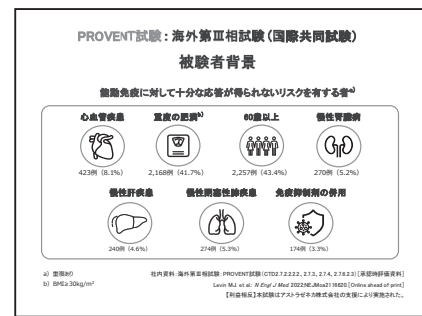 PROVENT試験：海外第Ⅲ相試験（国際共同試験）
被験者背景
能動免疫に対して十分な応答が得られないリスクを有する者a)
心血管疾患
重度の肥満b)
60歳以上
慢性腎臓病
423例（8.1%）
2,168例（41.7%）
2,257例（43.4%）
270例（5.2%）
慢性肝疾患
慢性閉塞性肺疾患
免疫抑制剤の併用
240例（4.6%）
274例（5.3%）
174例（3.3%）
a) 重複あり
社内資料：海外第Ⅲ相試験：PROVENT試験（CTD2.7.2.2.2.2、2.7.3.、2.7.4.、2.7.6.2.3）［承認時評価資料］
b) BMI≥30kg/m²
Levin MJ. et al.: N Engl J Med 2022;NEJMoa2116620. [Online ahead of print]
【利益相反】本試験はアストラゼネカ株式会社の支援により実施された。